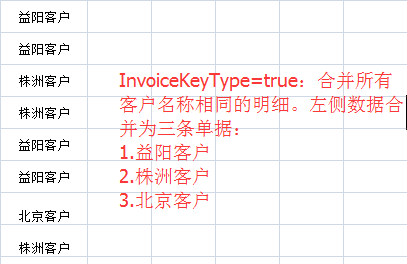 益阳客户
益阳客户
株洲客户
株洲客户
益阳客户
益阳客户
北京客户
株洲客户
InvoiceKeyType=true：合并所有
客户名称相同的明细。左侧数据合
并为三条单据：
1.益阳客户
2.株洲客户
3.北京客户